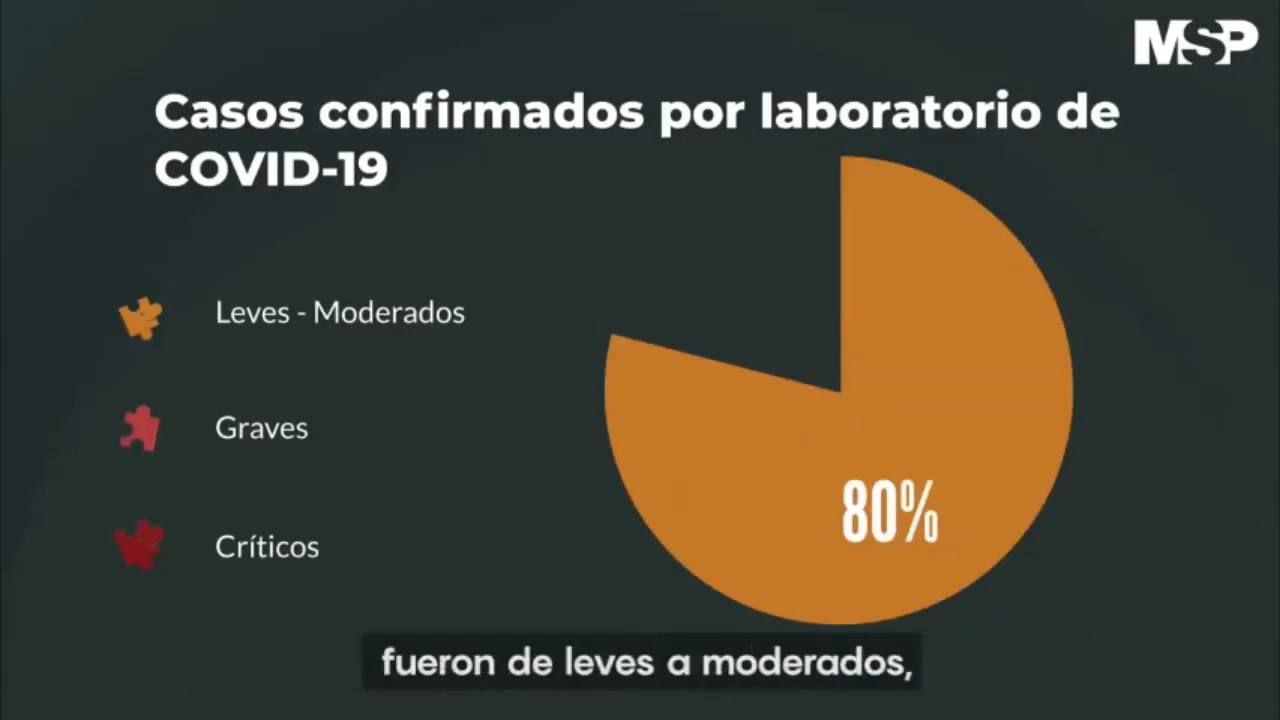 MSP
Casos confirmados por laboratorio de
COVID-19
Leves - Moderados
Graves
Críticos
80%
fueron de leves a moderados,